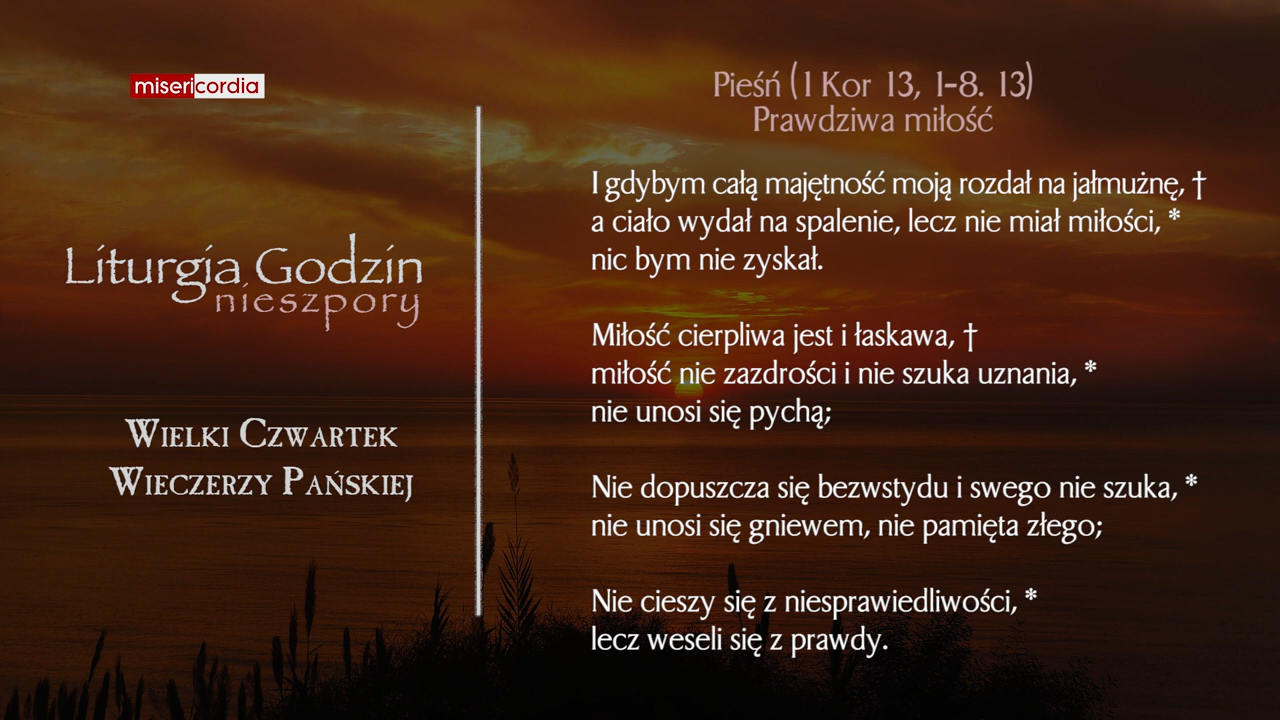 misericordia
Liturgia Godzin
nieszpory
Wielki Czwartek
Wieczerzy Pańskiej
Pieśń (1 Kor 13, 1-8. 13)
Prawdziwa miłość
I gdybym całą majętność moją rozdał na jałmużnę, †
a ciało wydał na spalenie, lecz nie miał miłości, *
nic bym nie zyskał.
Miłość cierpliwa jest i łaskawa, †
miłość nie zazdrości i nie szuka uznania, *
nie unosi się pychą;
Nie dopuszcza się bezwstydu i swego nie szuka, *
nie unosi się gniewem, nie pamięta złego;
Nie cieszy się z niesprawiedliwości, *
lecz weseli się z prawdy.